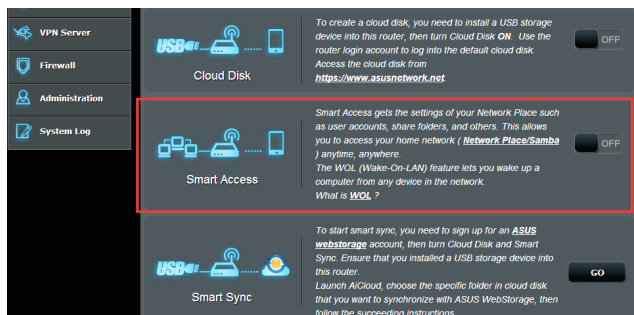 VPN Server
Firewall
Administration
System Log
USB
Cloud Disk
To create a cloud disk, you need to install a USB storage
device into this router, then turn Cloud Disk ON. Use the
router login account to log into the default cloud disk.
Access the cloud disk from
https://www.asusnetwork.net.
OFF
Smart Access
Smart Access gets the settings of your Network Place such
as user accounts, share folders, and others. This allows
you to access your home network ( Network Place/Samba
) anytime, anywhere.
The WOL (Wake-On-LAN) feature lets you wake up a
computer from any device in the network.
What is WOL ?
OFF
USB
Smart Sync
To start smart sync, you need to sign up for an ASUS
webstorage account, then turn Cloud Disk and Smart
Sync. Ensure that you installed a USB storage device into
this router.
Launch AiCloud, choose the specific folder in cloud disk
that you want to synchronize with ASUS WebStorage, then
follow the succeeding instructions.
GO